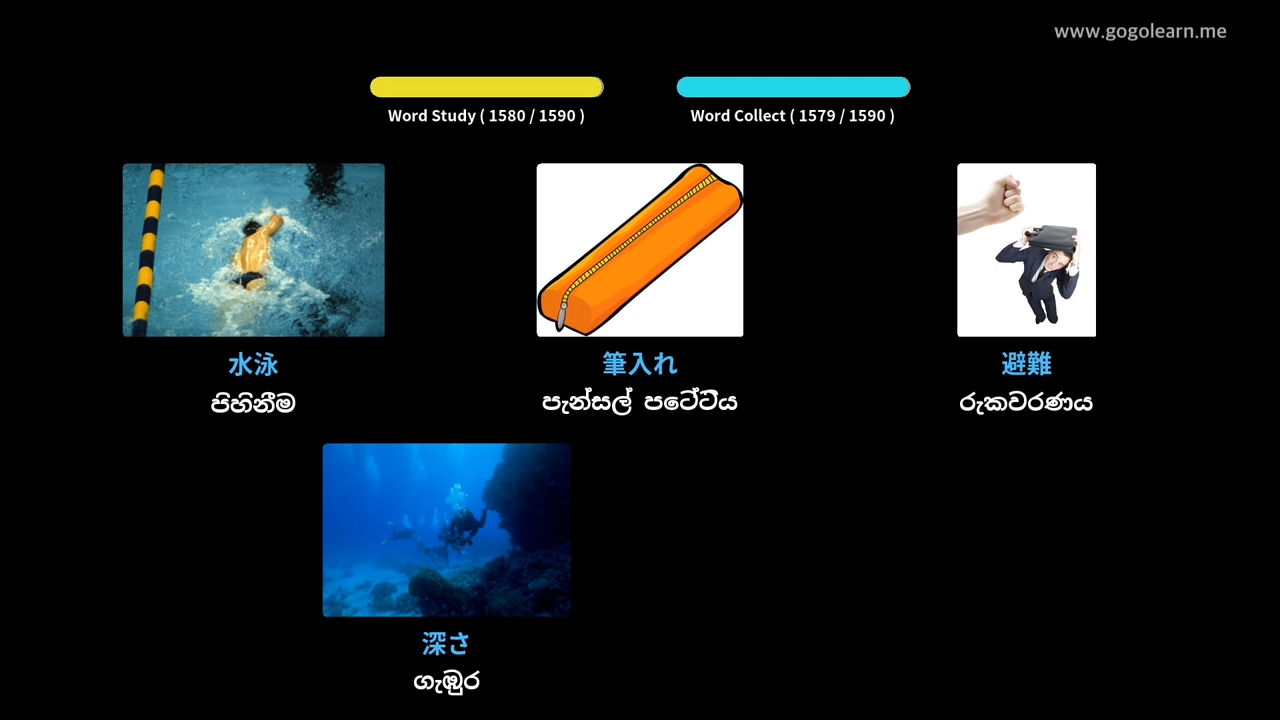 www.gogolearn.me
Word Study ( 1580 / 1590 )
Word Collect ( 1579 / 1590 )
水泳
පිහිනීම
筆入れ
පැන්සල් පටේටිය
避難
රුකවරණය
深さ
ගැඹුර